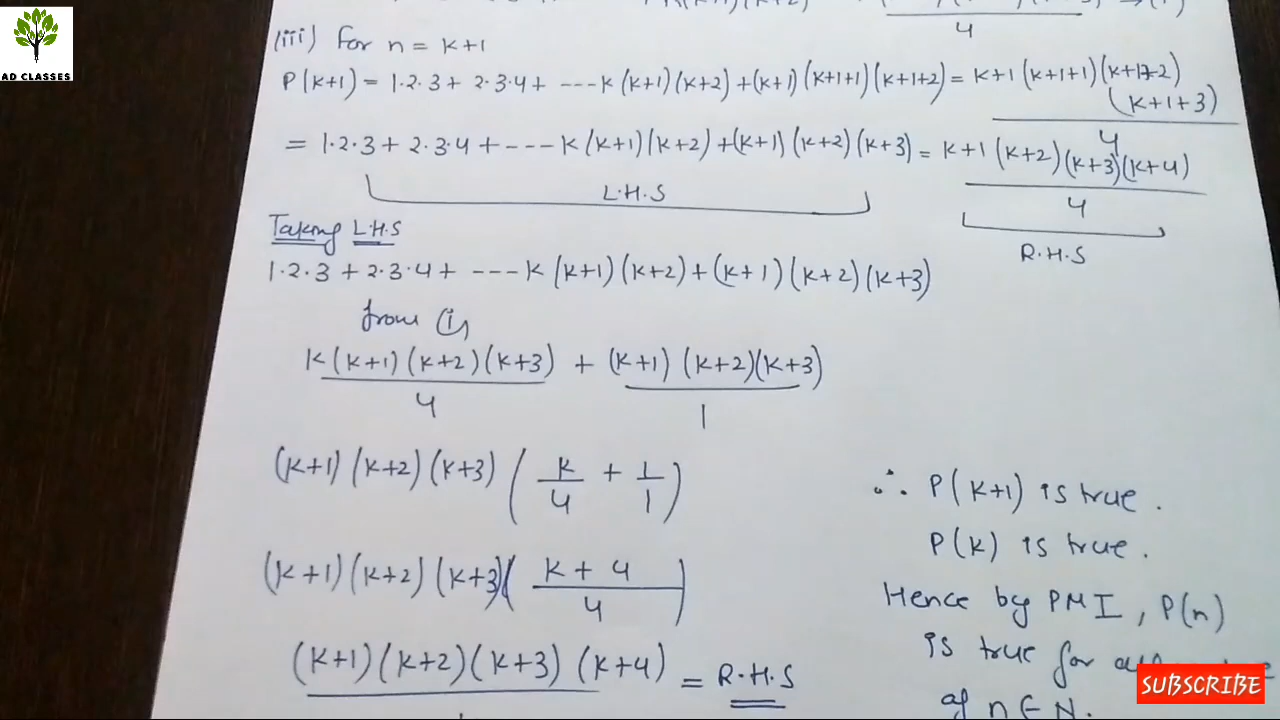 AD CLASSES
4
(iii) for n = k+1
P(k+1) = 1·2·3 + 2·3·4 + ---k(k+1)(k+2)+(k+1)(k+1+1)(k+1+2) = k+1(k+1+1)(k+1+2)
(k+1+3)
4
= 1·2·3 + 2·3·4 + --- k(k+1)(k+2)+(k+1)(k+2)(k+3) = k+1(k+2)(k+3)(k+4)
4
L.H.S
R.H.S
Taking L.H.S
1·2·3 + 2·3·4 + --- k(k+1)(k+2)+(k+1)(k+2)(k+3)
from (i)
k(k+1)(k+2)(k+3) + (k+1)(k+2)(k+3)
4 1
(k+1)(k+2)(k+3)(k/4 + 1/1)
(k+1)(k+2)(k+3)(k+4
4)
(k+1)(k+2)(k+3)(k+4) = R.H.S
∴ P(k+1) is true.
P(k) is true.
Hence by PMI, P(n)
is true for
of n∈N.
SUBSCRIBE